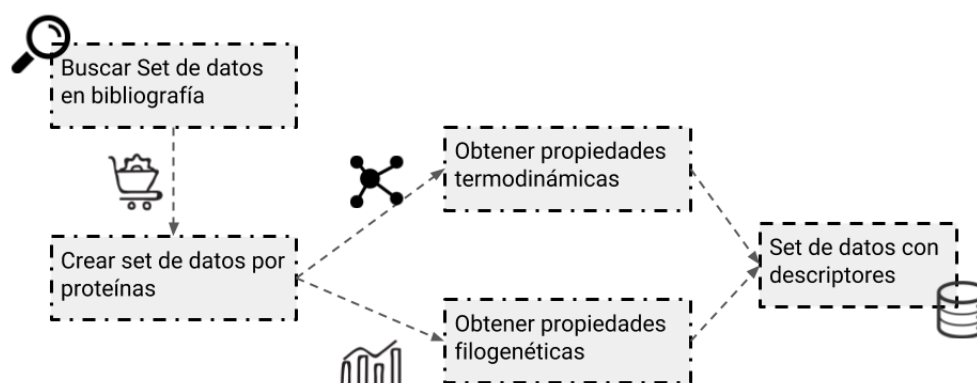 Buscar Set de datos
en bibliografía
Crear set de datos por
proteínas
Obtener propiedades
termodinámicas
Obtener propiedades
filogenéticas
Set de datos con
descriptores